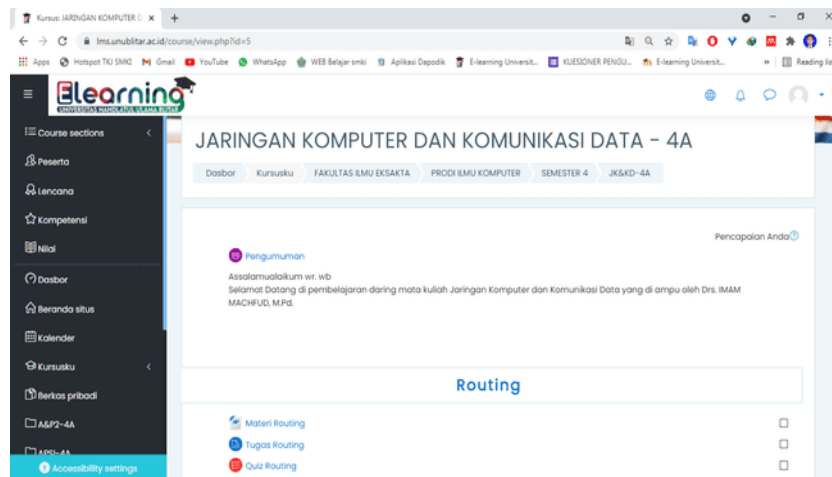 Kursus: JARINGAN KOMPUTER D
lms.unublitar.ac.id/course/view.php?id=5
Apps Hotspot TKJ SMKI Gmail YouTube WhatsApp WEB Belajar smki Aplikasi Dapodik E-learning Universit... KUESIONER PENGU... E-learning Universit... » Reading list
Elearning
UNIVERSITAS NAHDLATUL ULAMA BLITAR
Course sections
Peserta
Lencana
Kompetensi
Nilai
Dasbor
Beranda situs
Kalender
Kursusku
Berkas pribadi
A&P2-4A
APSI-4A
Accessibility settings
JARINGAN KOMPUTER DAN KOMUNIKASI DATA - 4A
Dasbor Kursusku FAKULTAS ILMU EKSAKTA PRODI ILMU KOMPUTER SEMESTER 4 JK&KD-4A
Pencapaian Anda
Pengumuman
Assalamualaikum wr. wb
Selamat Datang di pembelajaran daring mata kuliah Jaringan Komputer dan Komunikasi Data yang di ampu oleh Drs. IMAM
MACHFUD, M.Pd.
Routing
Materi Routing
Tugas Routing
Quiz Routing